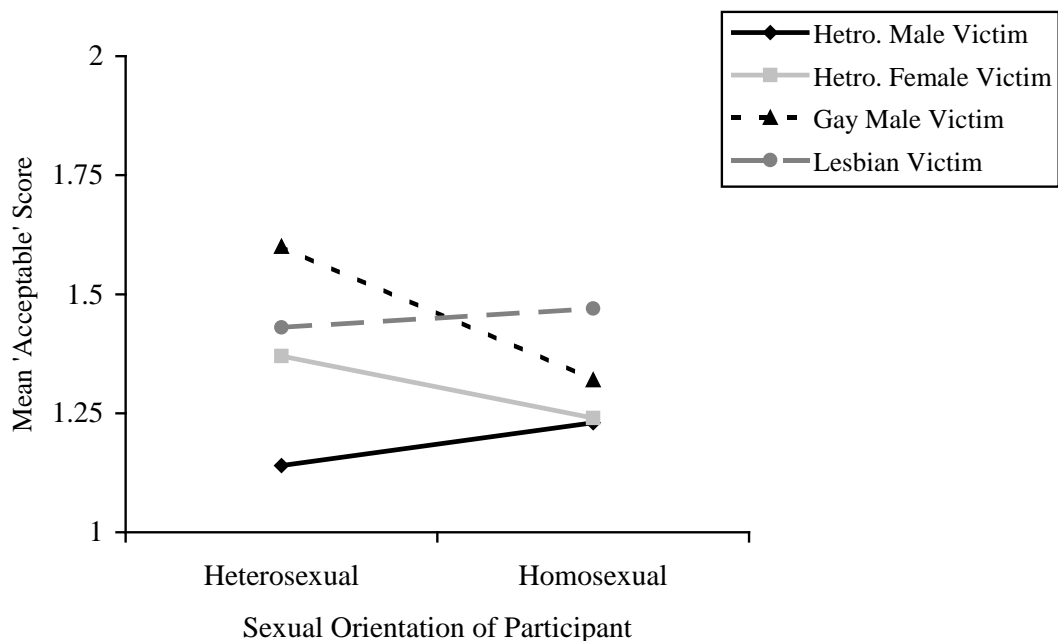 Hetro. Male Victim
Hetro. Female Victim
Gay Male Victim
Lesbian Victim
2
1.75
1.5
1.25
1
Mean 'Acceptable' Score
Heterosexual
Homosexual
Sexual Orientation of Participant